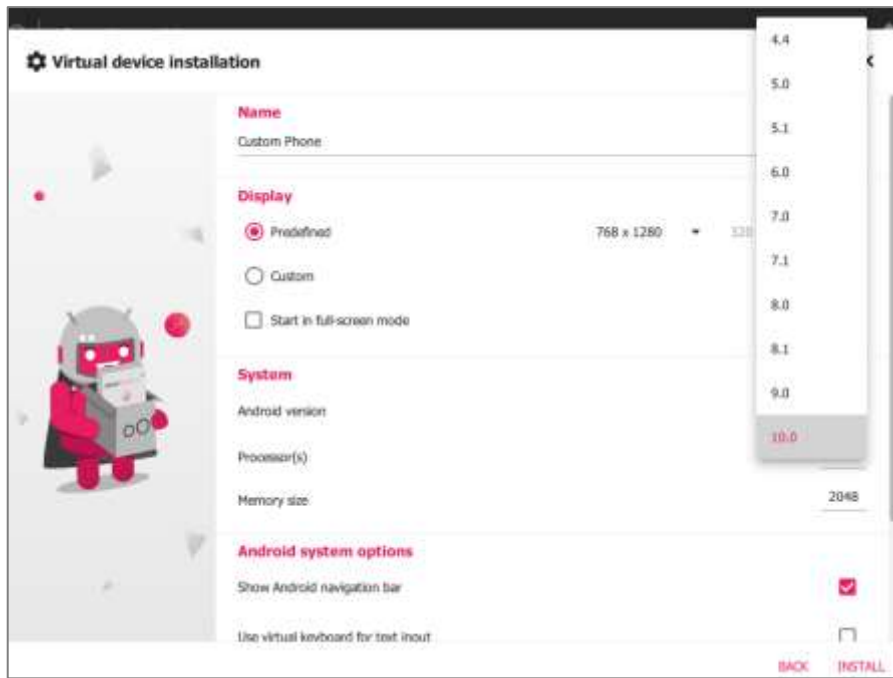 Virtual device installation
Name
Custom Phone
Display
Predefined 768 x 1280 320
Custom
Start in full-screen mode
System
Android version
Processor(s)
Memory size 2048
Android system options
Show Android navigation bar
Use virtual keyboard for text input
BACK INSTALL
4.4
5.0
5.1
6.0
7.0
7.1
8.0
8.1
9.0
10.0